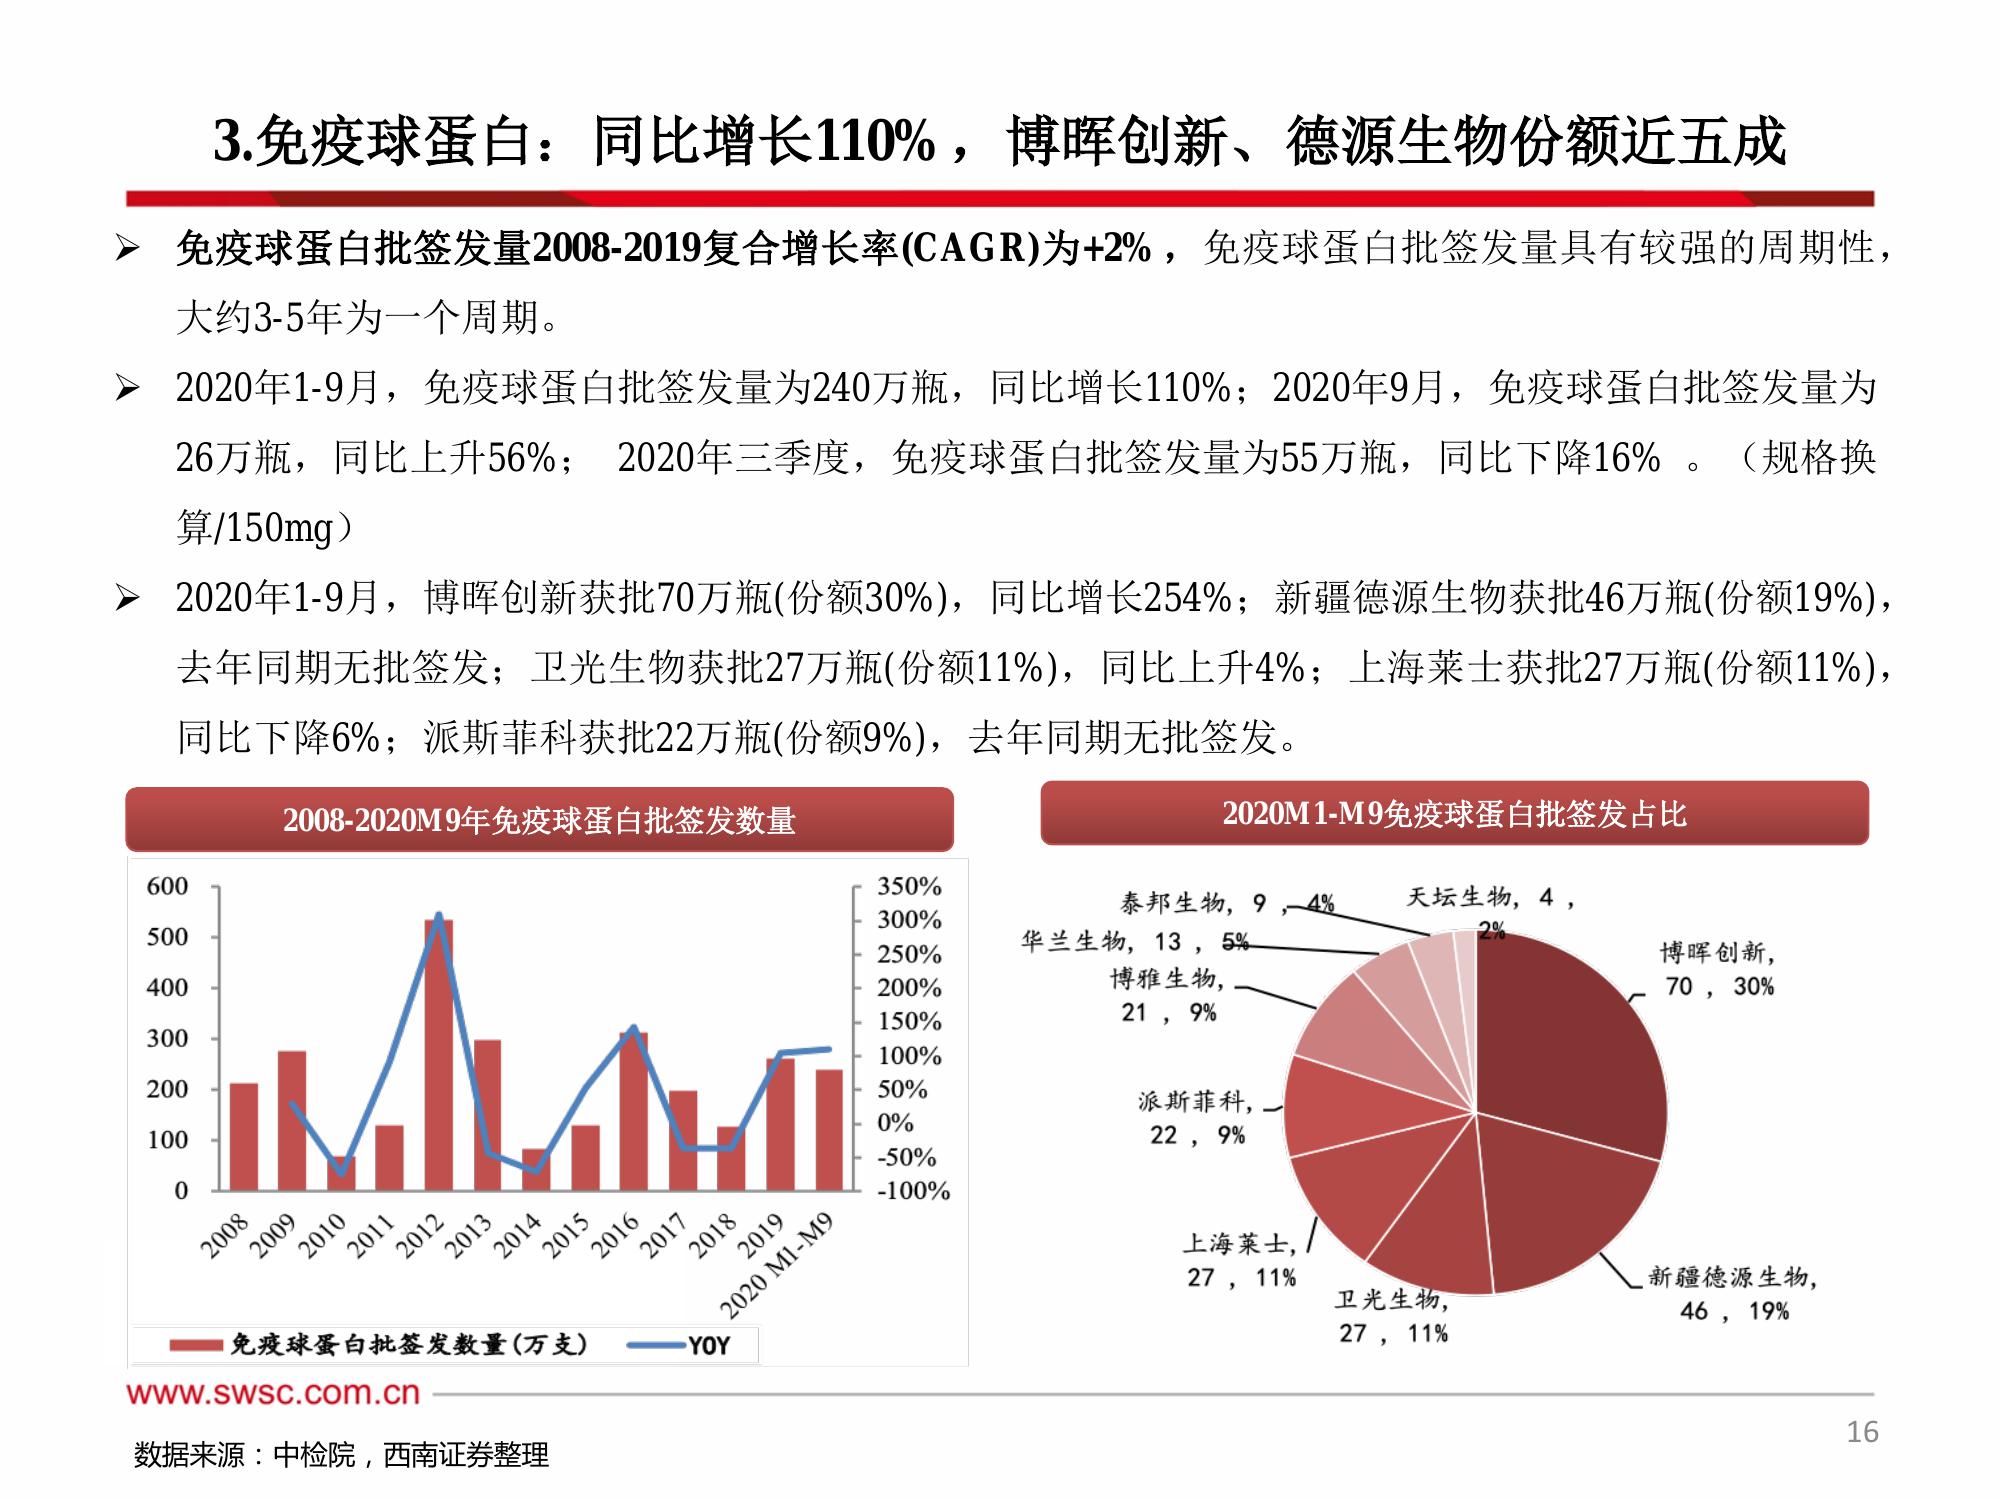 3.免疫球蛋白：同比增长110%，博晖创新、德源生物份额近五成
➢ 免疫球蛋白批签发量2008-2019复合增长率(CAGR)为+2%，免疫球蛋白批签发量具有较强的周期性，
大约3-5年为一个周期。
➢ 2020年1-9月，免疫球蛋白批签发量为240万瓶，同比增长110%；2020年9月，免疫球蛋白批签发量为
26万瓶，同比上升56%； 2020年三季度，免疫球蛋白批签发量为55万瓶，同比下降16% 。（规格换
算/150mg）
➢ 2020年1-9月，博晖创新获批70万瓶(份额30%)，同比增长254%；新疆德源生物获批46万瓶(份额19%)，
去年同期无批签发；卫光生物获批27万瓶(份额11%)，同比上升4%；上海莱士获批27万瓶(份额11%)，
同比下降6%；派斯菲科获批22万瓶(份额9%)，去年同期无批签发。
2008-2020M9年免疫球蛋白批签发数量
600
500
400
300
200
100
0
350%
300%
250%
200%
150%
100%
50%
0%
-50%
-100%
2008
2009
2010
2011
2012
2013
2014
2015
2016
2017
2018
2019
2020 M1-M9
免疫球蛋白批签发数量(万支)
YOY
2020M1-M9免疫球蛋白批签发占比
泰邦生物, 9 , 4%
天坛生物, 4 ,
2%
华兰生物, 13 , 5%
博晖创新,
70 , 30%
博雅生物,
21 , 9%
派斯菲科,
22 , 9%
上海莱士,
27 , 11%
卫光生物,
27 , 11%
新疆德源生物,
46 , 19%
www.swsc.com.cn
16
数据来源：中检院，西南证券整理